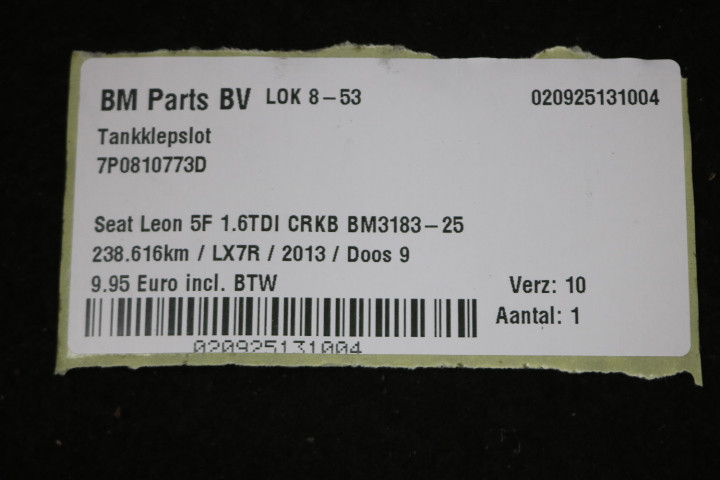 BM Parts BV LOK 8-53 020925131004
Tankklepslot
7P0810773D
Seat Leon 5F 1.6TDI CRKB BM3183-25
238.616km / LX7R / 2013 / Doos 9
9.95 Euro incl. BTW Verz: 10
Aantal: 1
020925131004